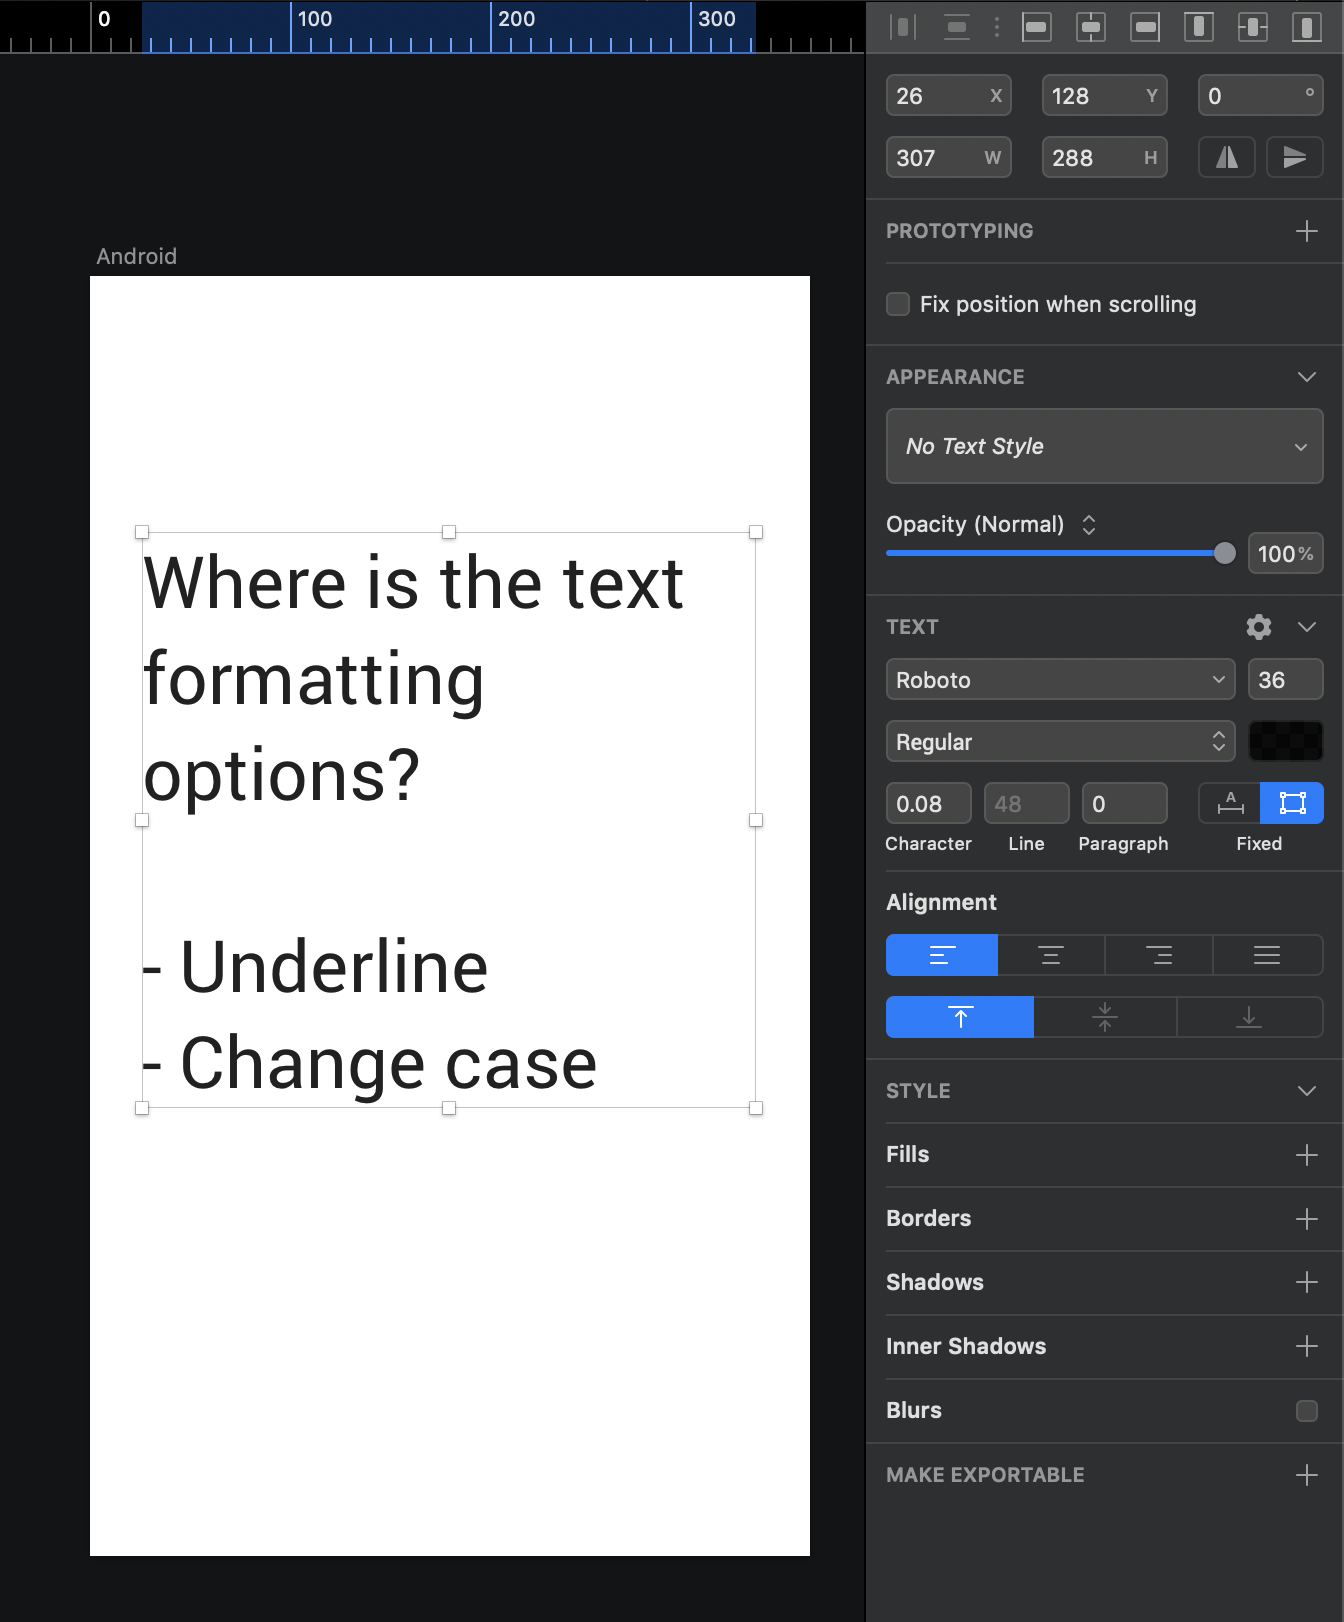 0 100 200 300
26 X 128 Y 0 °
307 W 288 H
PROTOTYPING
Fix position when scrolling
APPEARANCE
No Text Style
Opacity (Normal)
100%
TEXT
Roboto 36
Regular
0.08 48 0 A
Character Line Paragraph Fixed
Alignment
STYLE
Fills
Borders
Shadows
Inner Shadows
Blurs
MAKE EXPORTABLE
Android
Where is the text
formatting
options?
- Underline
- Change case